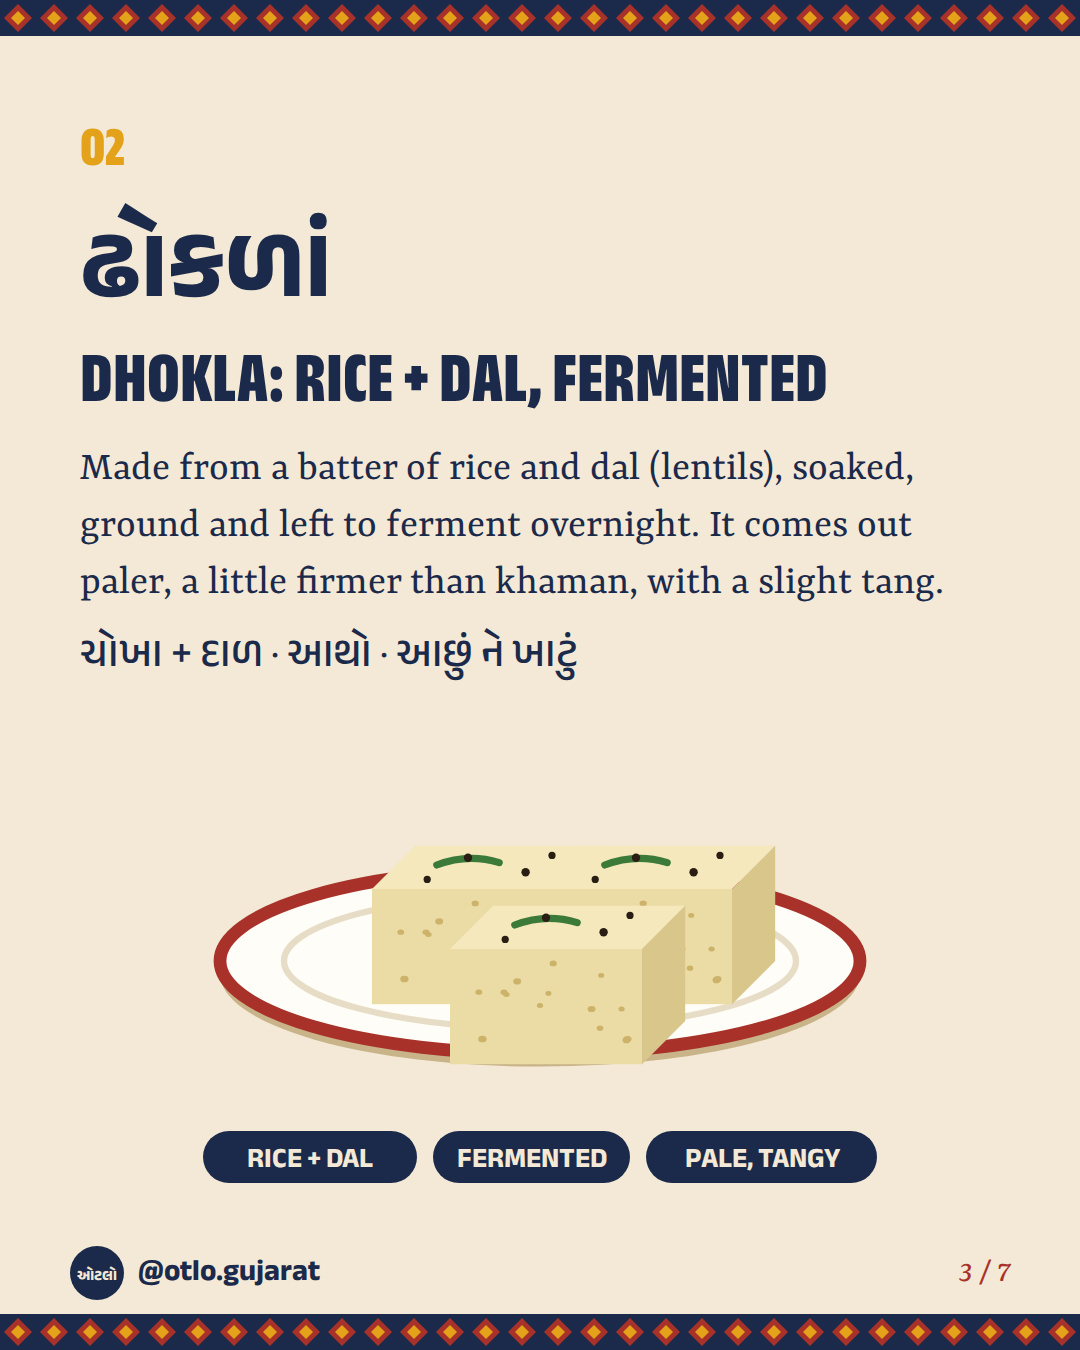 02
ઢોકળાં
DHOKLA: RICE + DAL, FERMENTED
Made from a batter of rice and dal (lentils), soaked,
ground and left to ferment overnight. It comes out
paler, a little firmer than khaman, with a slight tang.
ચોખા + દાળ · આથો · આછું ને ખાટું
RICE + DAL
FERMENTED
PALE, TANGY
ઓટલો
@otlo.gujarat
3 / 7